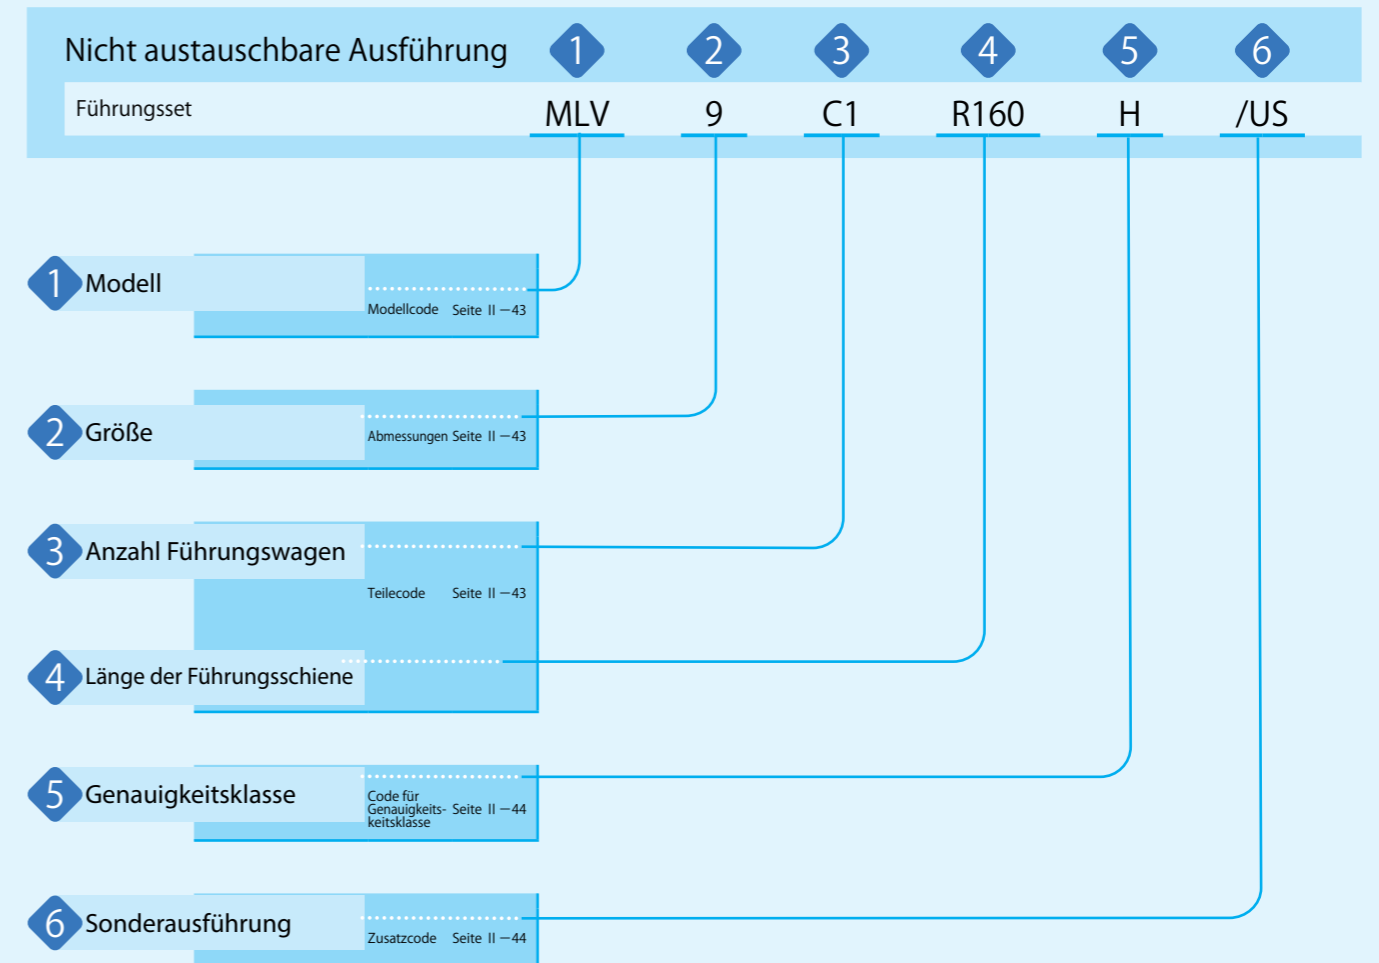 Nicht austauschbare Ausführung 1 2 3 4 5 6
Führungsset MLV 9 C1 R160 H /US
1 Modell
Modellcode Seite II－43
2 Größe
Abmessungen Seite II－43
3 Anzahl Führungswagen
Teilecode Seite II－43
4 Länge der Führungsschiene
5 Genauigkeitsklasse
Code für
Genauigkeits- Seite II－44
keitsklasse
6 Sonderausführung
Zusatzcode Seite II－44